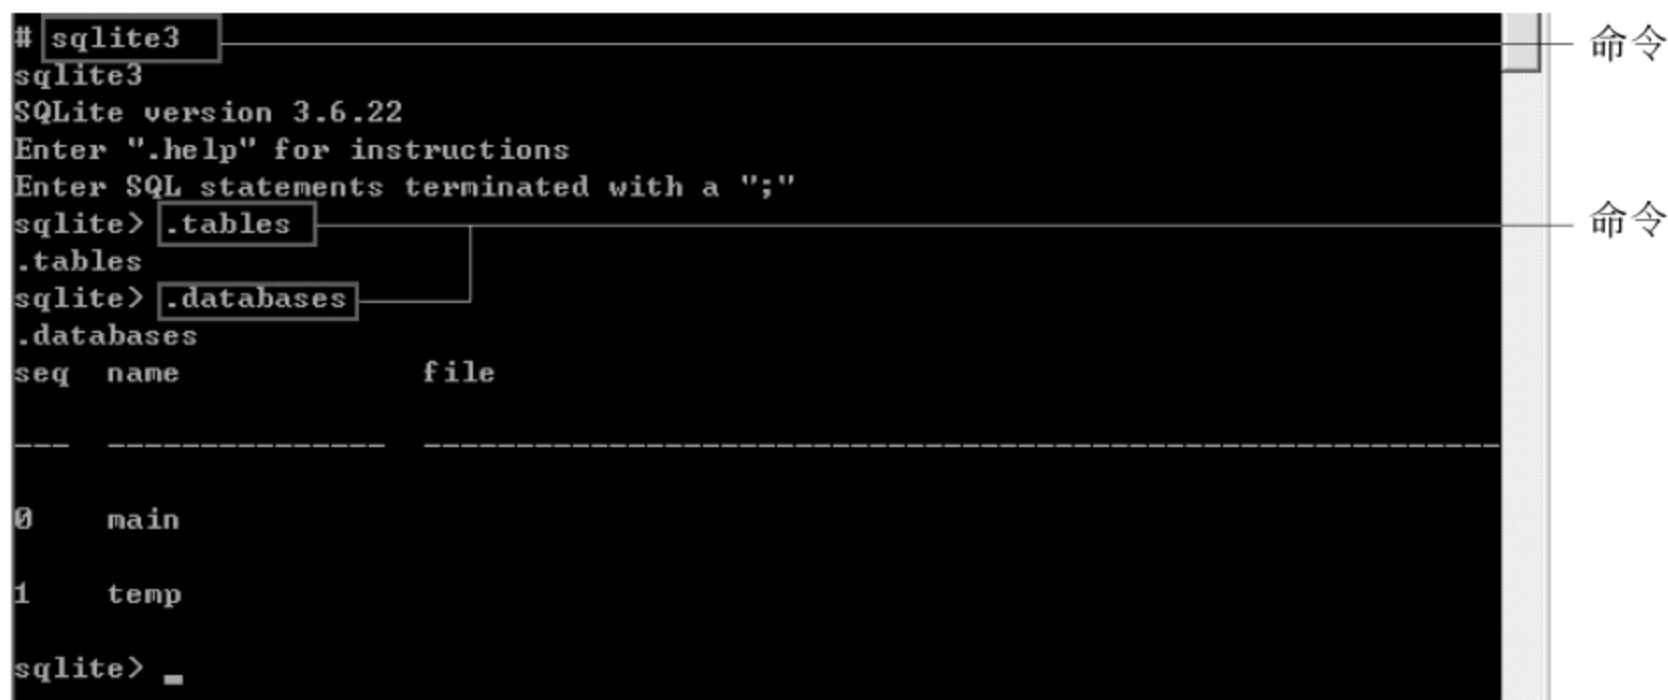 # sqlite3 命令
sqlite3
SQLite version 3.6.22
Enter ".help" for instructions
Enter SQL statements terminated with a ";"
sqlite> .tables 命令
.tables
sqlite> .databases
.databases
seq  name             file
---  ---------------  ----------------------------------------------------------
0    main
1    temp
sqlite> _